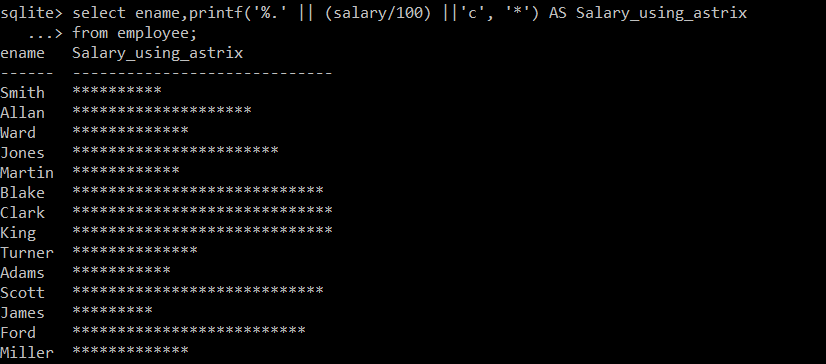 sqlite> select ename,printf('%.' || (salary/100) ||'c', '*') AS Salary_using_astrix
   ...> from employee;
ename   Salary_using_astrix
------  -----------------------------
Smith   **********
Allan   ********************
Ward    *************
Jones   ***********************
Martin  ************
Blake   ****************************
Clark   *****************************
King    *****************************
Turner  **************
Adams   ***********
Scott   ****************************
James   *********
Ford    **************************
Miller  *************